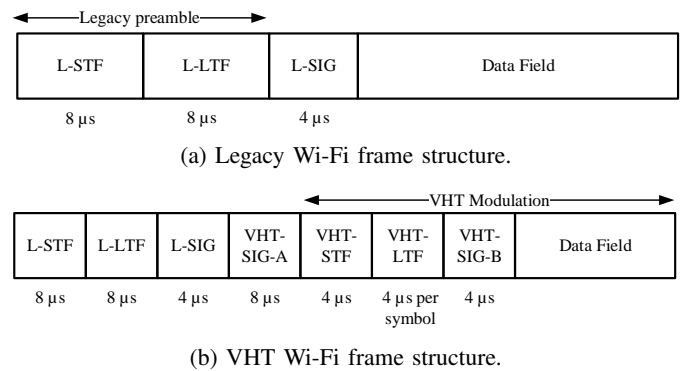 Legacy preamble
L-STF L-LTF L-SIG Data Field
8 µs 8 µs 4 µs
(a) Legacy Wi-Fi frame structure.
VHT Modulation
L-STF L-LTF L-SIG VHT-SIG-A VHT-STF VHT-LTF VHT-SIG-B Data Field
8 µs 8 µs 4 µs 8 µs 4 µs 4 µs per symbol 4 µs
(b) VHT Wi-Fi frame structure.